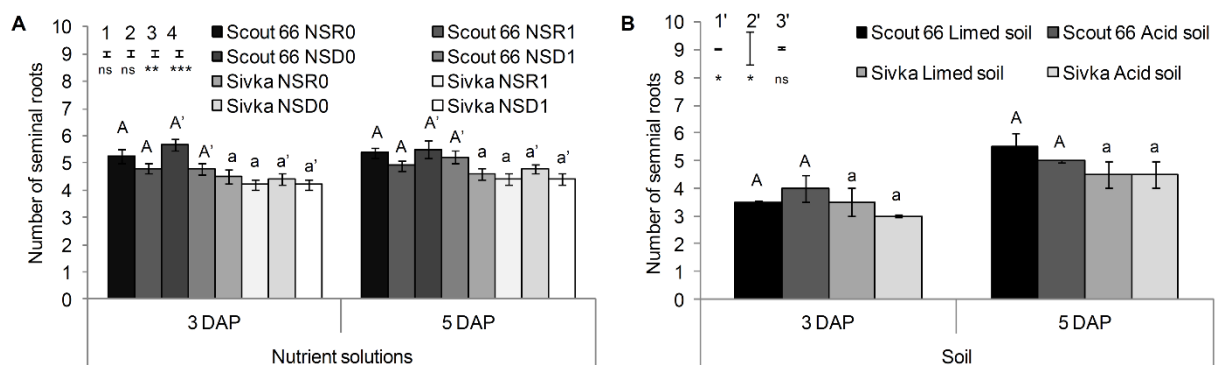 A
Number of seminal roots
10
9
8
7
6
5
4
3
2
1
0
1 2 3 4
ns ns ** ***
Scout 66 NSR0 Scout 66 NSR1
Scout 66 NSD0 Scout 66 NSD1
Sivka NSR0 Sivka NSR1
Sivka NSD0 Sivka NSD1
A A A’ A’ a a a’ a’
A A A’ A’ a a a’ a’
3 DAP 5 DAP
Nutrient solutions
B
Number of semnial roots
10
9
8
7
6
5
4
3
2
1
0
1’ 2’ 3’
* * ns
Scout 66 Limed soil Scout 66 Acid soil
Sivka Limed soil Sivka Acid soil
A A a a
A A a a
3 DAP 5 DAP
Soil